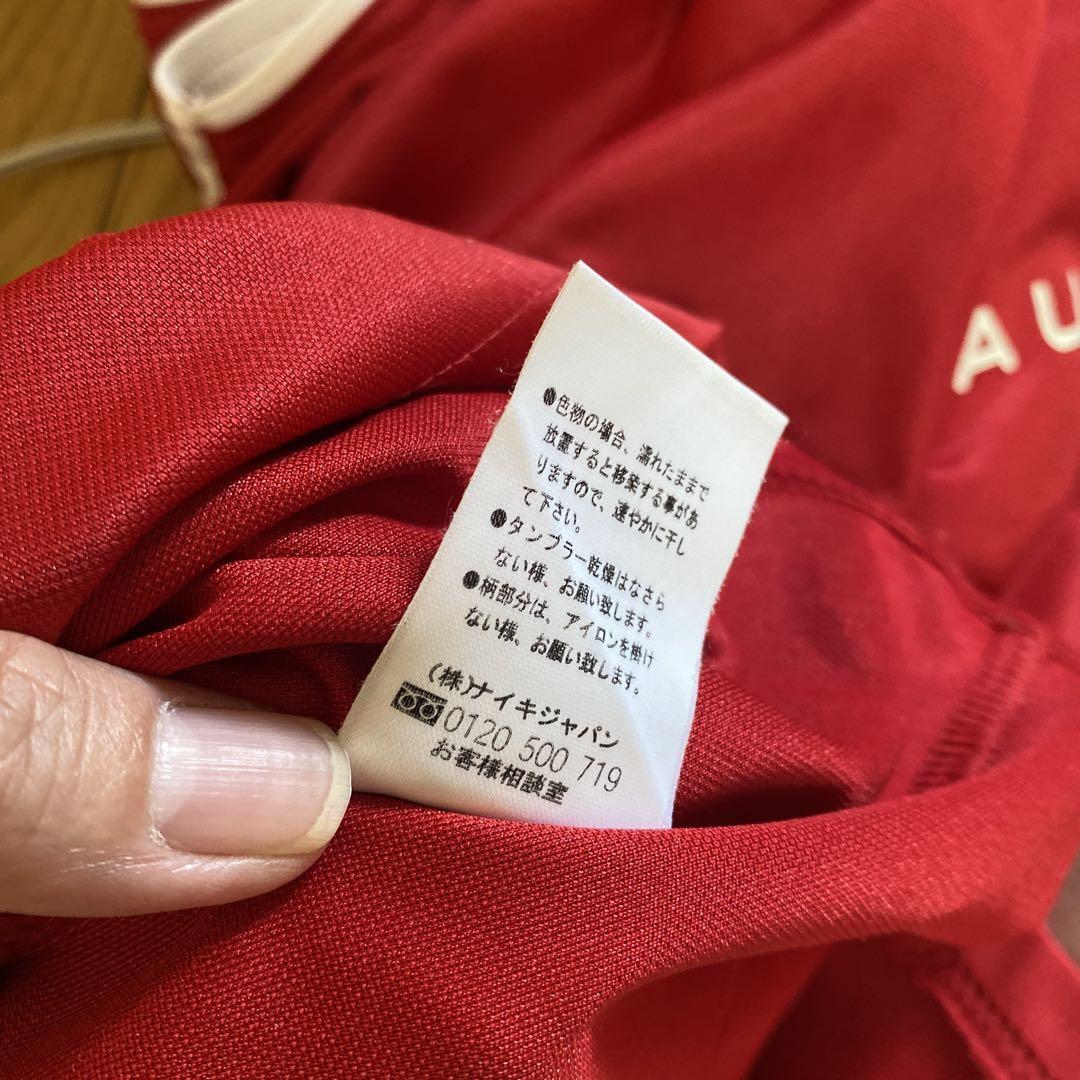 ●色物の場合、濡れたままで
放置すると移染する事があ
りますので、速やかに干し
て下さい。
●タンブラー乾燥はなさら
ない様、お願い致します。
●柄部分は、アイロンを掛け
ない様、お願い致します。
(株)ナイキジャパン
0120 500 719
お客様相談室
AU